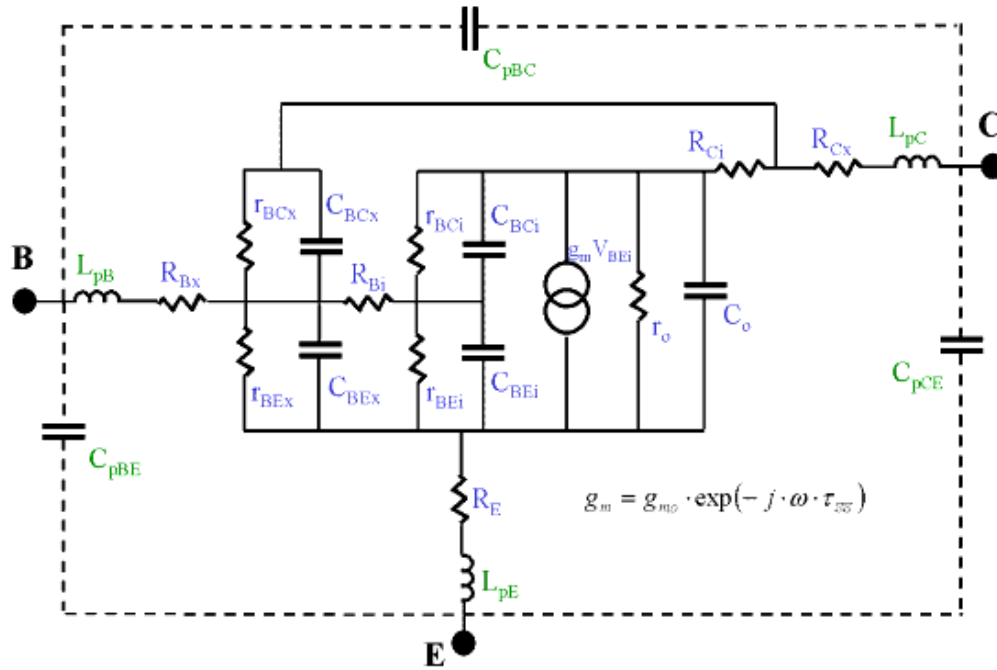 C_pBC
L_pC
C
R_Cx
R_Ci
r_BCx
C_BCx
r_BCi
C_BCi
g_m V_BEi
B
L_pB
R_Bx
R_Bi
r_o
C_o
r_BEx
C_BEx
r_BEi
C_BEi
C_pCE
C_pBE
R_E
g_m = g_mo · exp(− j · ω · τ)
L_pE
E